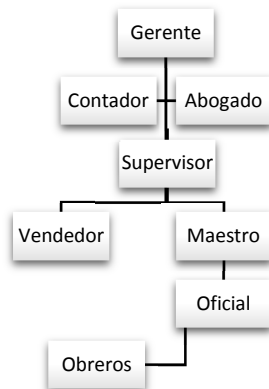 Gerente
Contador
Abogado
Supervisor
Vendedor
Maestro
Oficial
Obreros